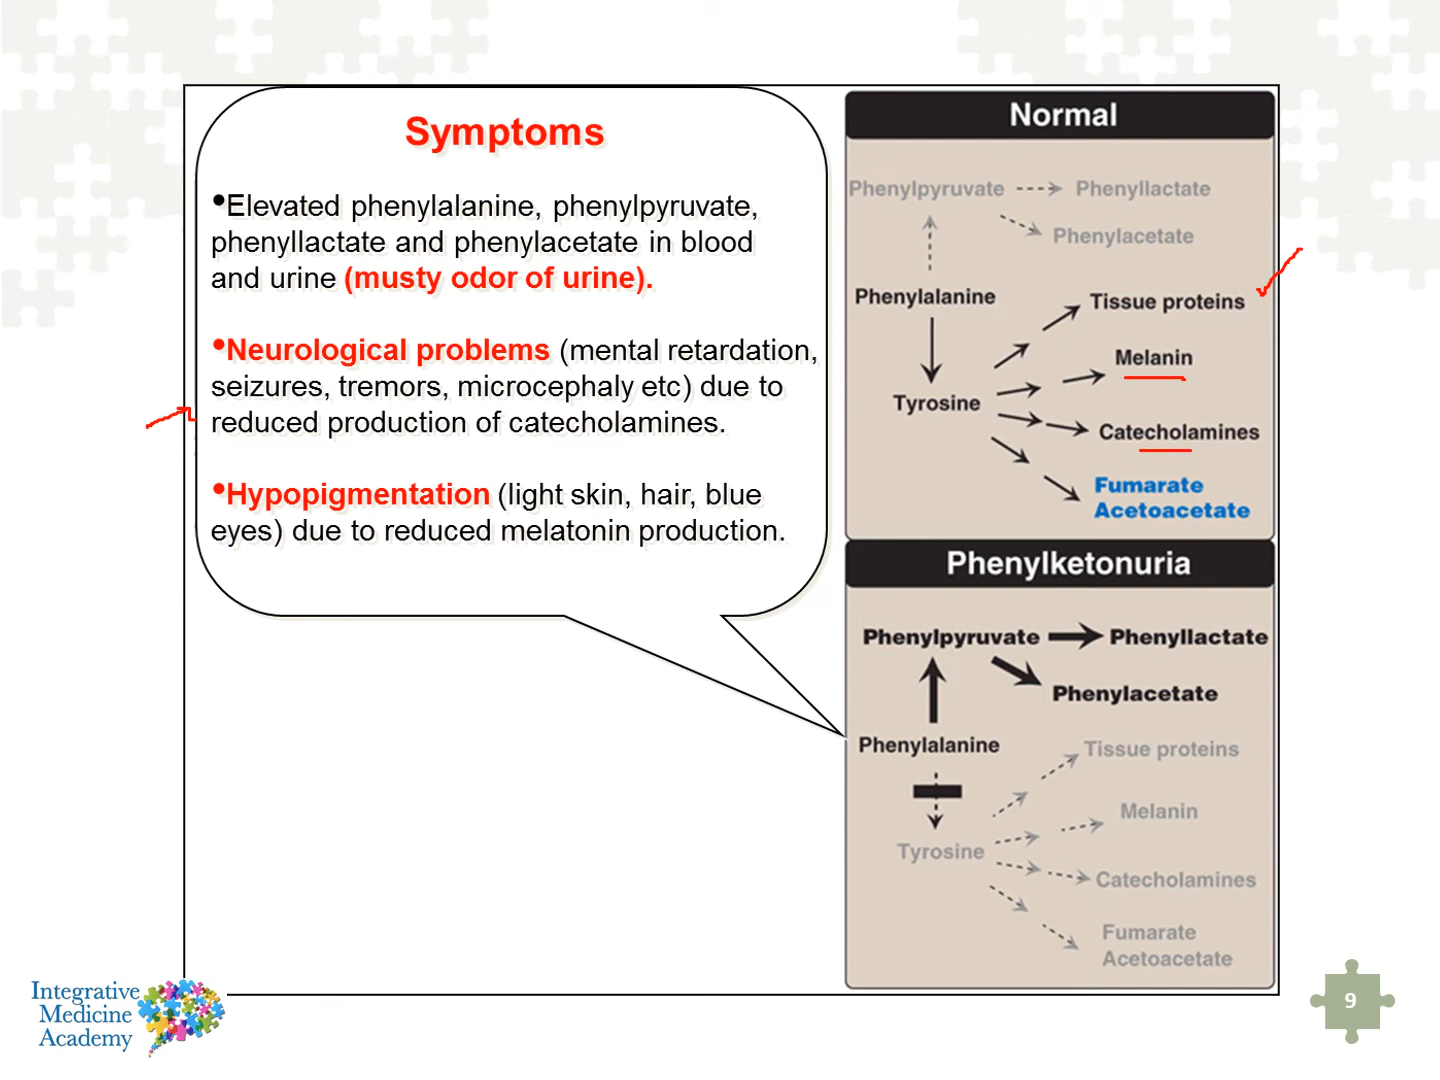 Symptoms
•Elevated phenylalanine, phenylpyruvate,
phenyllactate and phenylacetate in blood
and urine (musty odor of urine).
•Neurological problems (mental retardation,
seizures, tremors, microcephaly etc) due to
reduced production of catecholamines.
•Hypopigmentation (light skin, hair, blue
eyes) due to reduced melatonin production.
Normal
Phenylpyruvate
Phenyllactate
Phenylacetate
Phenylalanine
Tissue proteins
Melanin
Tyrosine
Catecholamines
Fumarate
Acetoacetate
Phenylketonuria
Phenylpyruvate
Phenyllactate
Phenylacetate
Phenylalanine
Tissue proteins
Melanin
Tyrosine
Catecholamines
Fumarate
Acetoacetate
Integrative
Medicine
Academy
9